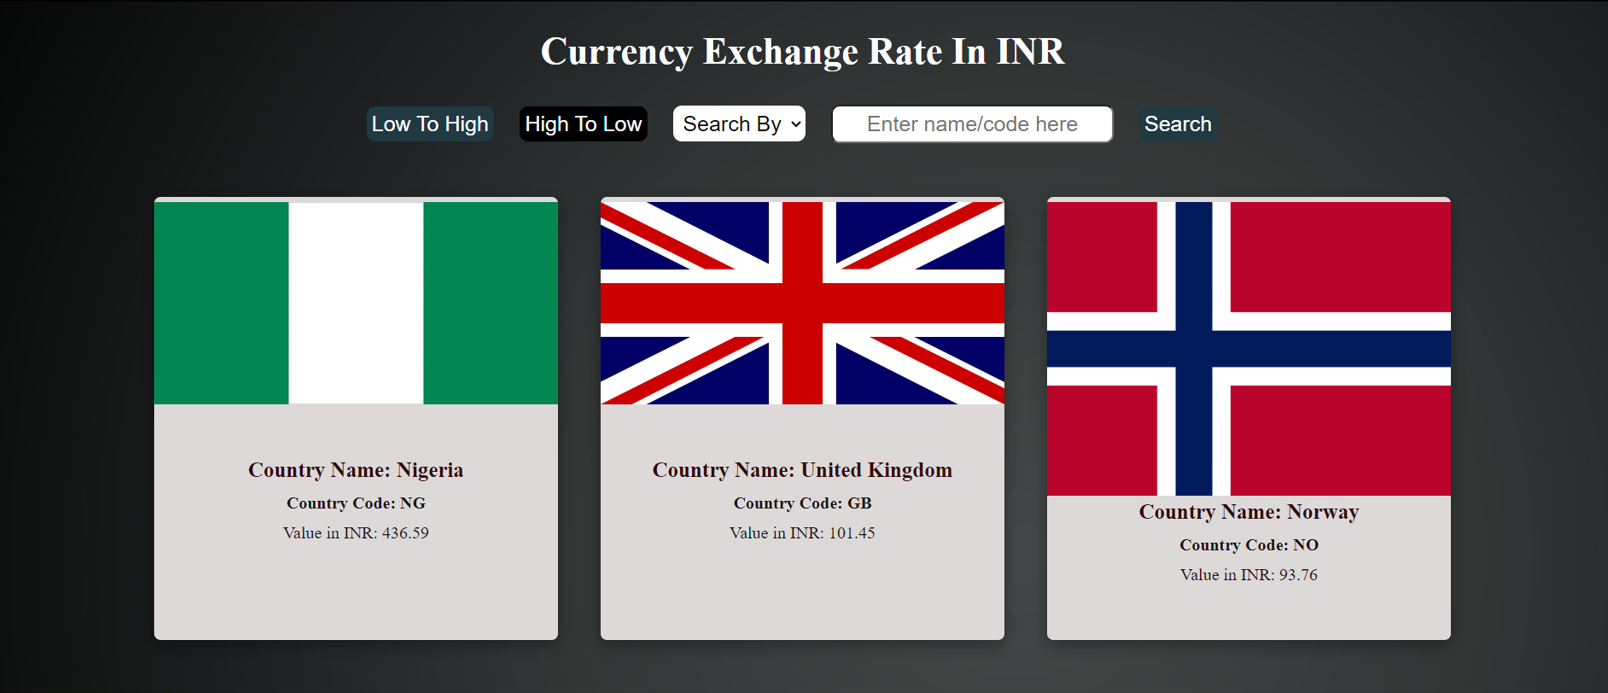 Currency Exchange Rate In INR
Low To High
High To Low
Search By
Enter name/code here
Search
Country Name: Nigeria
Country Code: NG
Value in INR: 436.59
Country Name: United Kingdom
Country Code: GB
Value in INR: 101.45
Country Name: Norway
Country Code: NO
Value in INR: 93.76